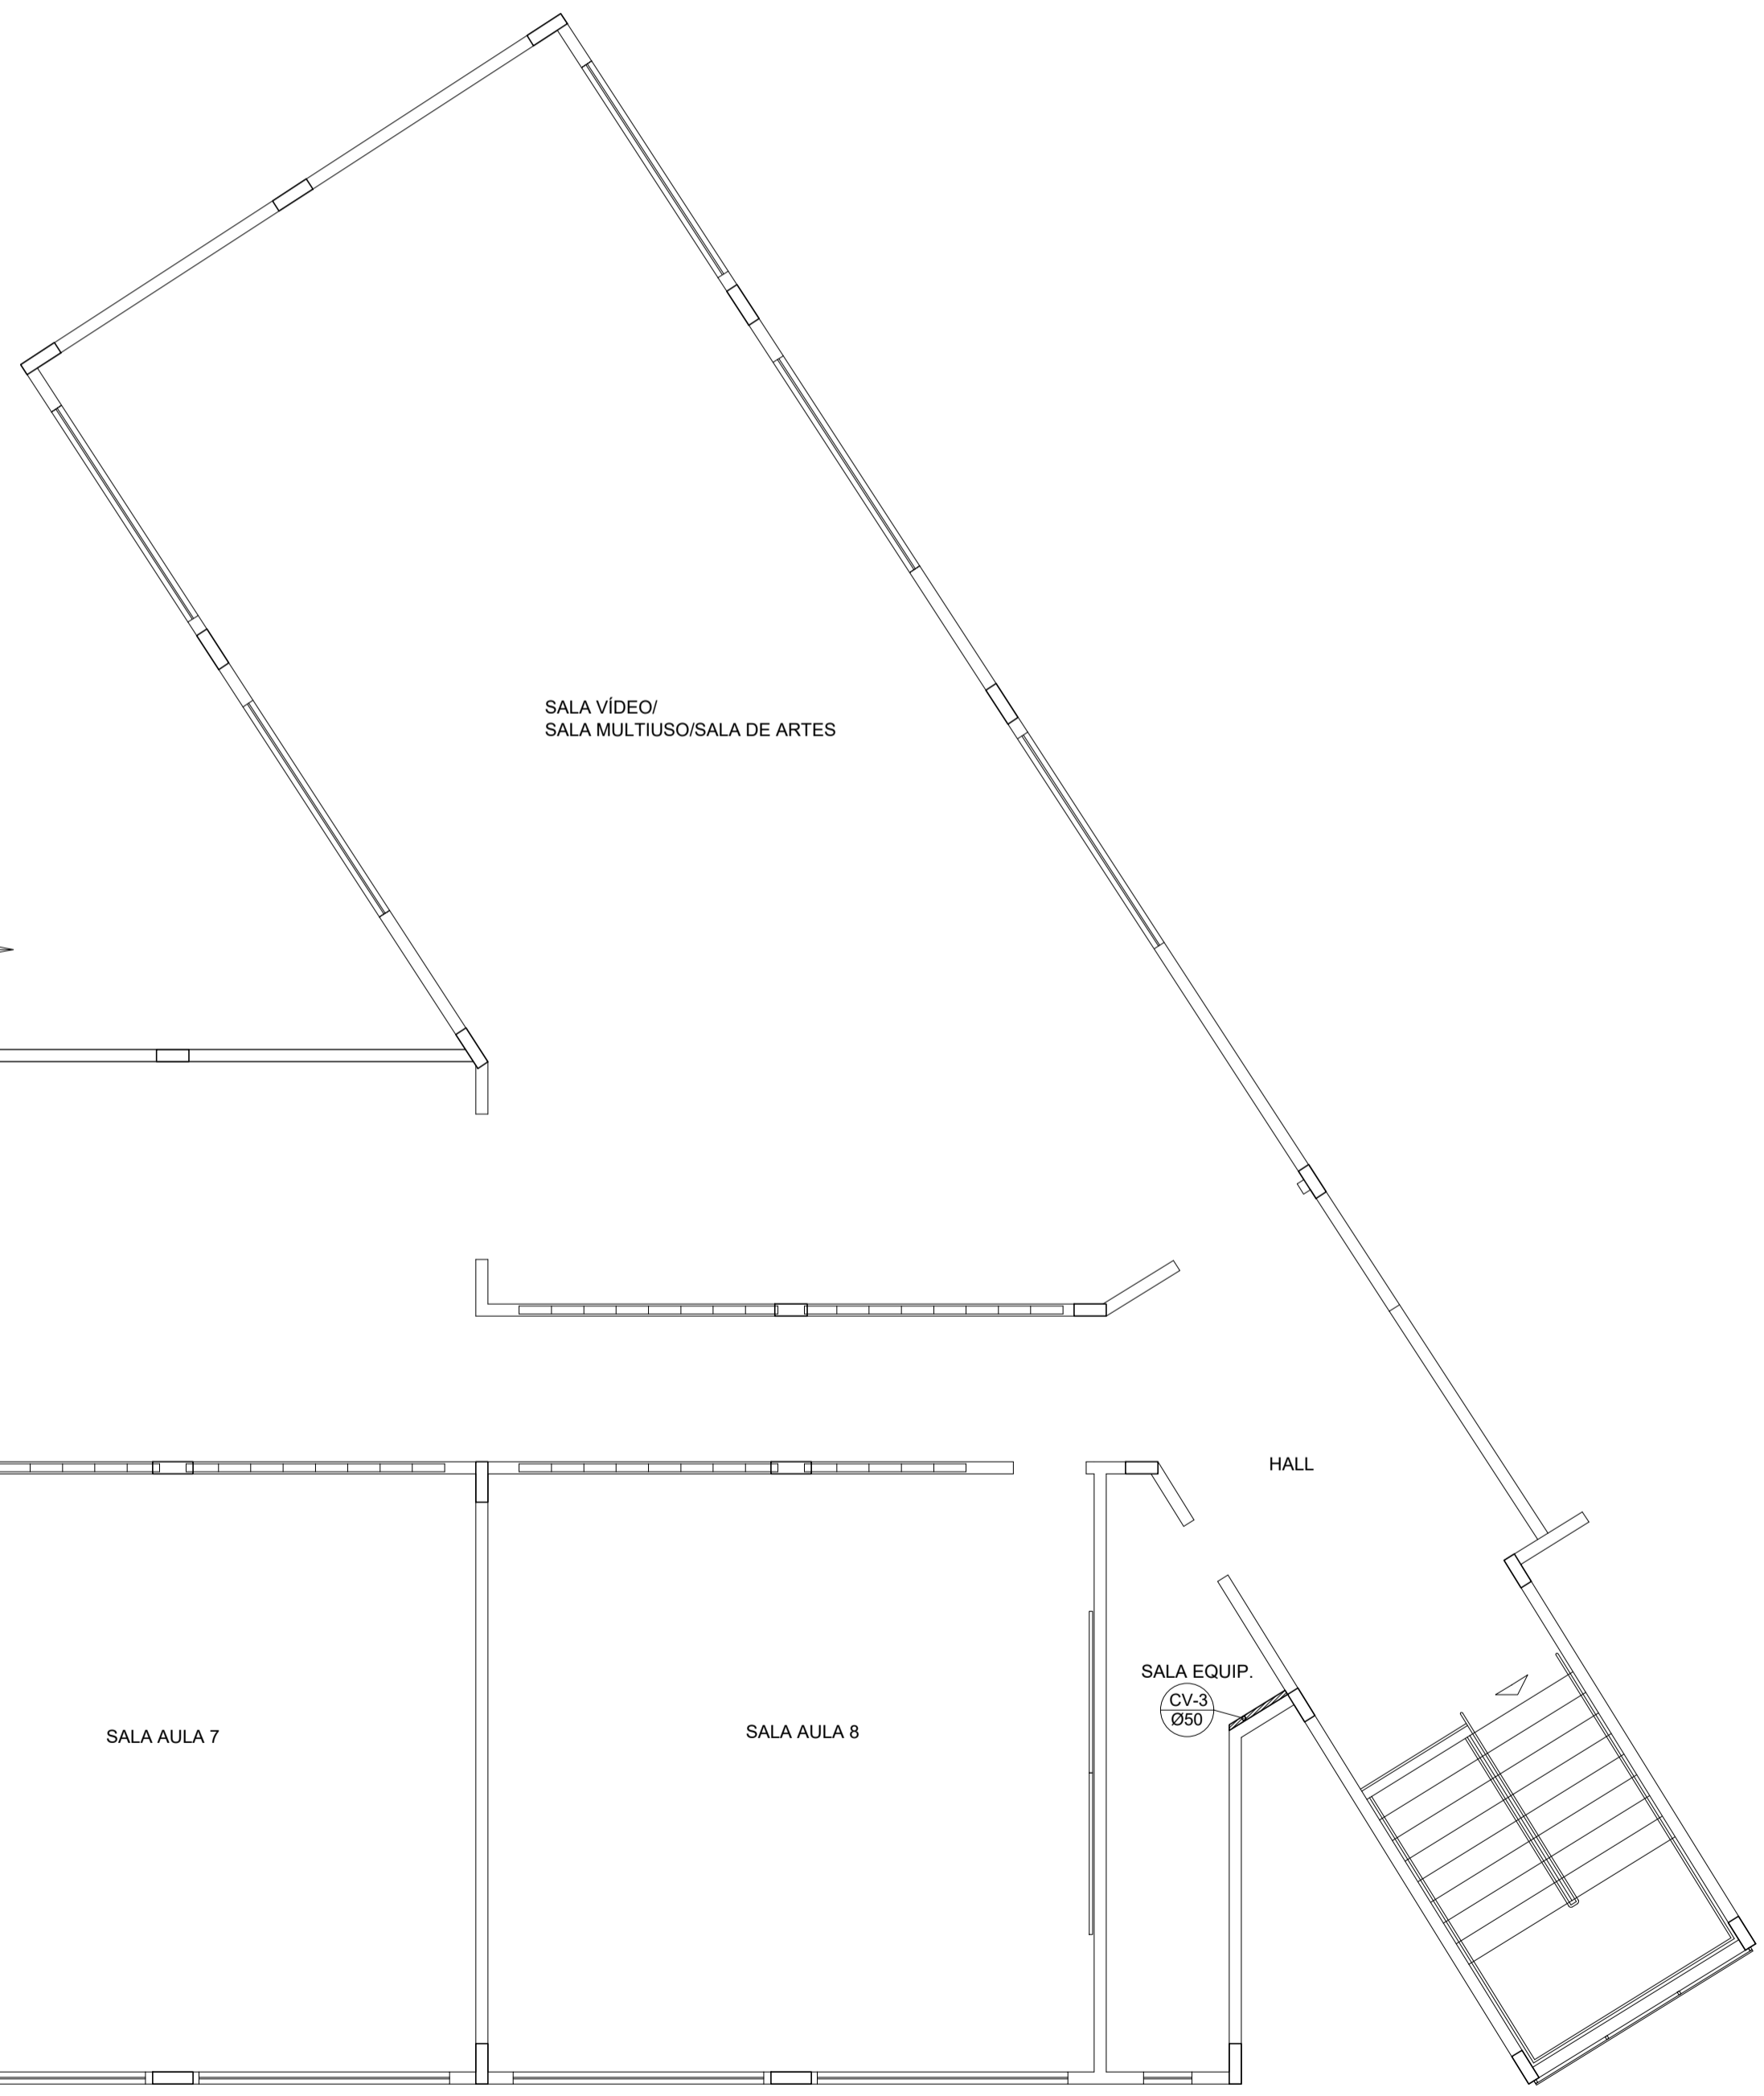 SALA VÍDEO/
SALA MULTIUSO/SALA DE ARTES
HALL
SALA EQUIP.
CV-3
Ø50
SALA AULA 7
SALA AULA 8